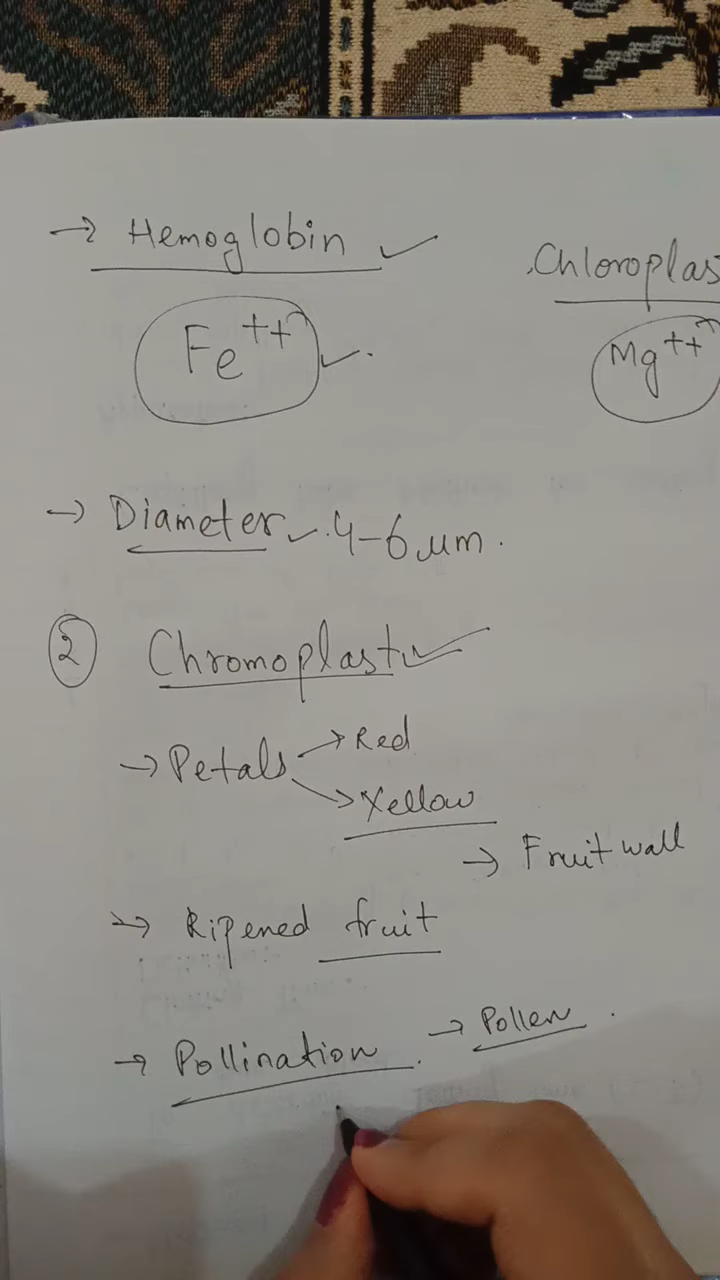 → Hemoglobin ✓
.Chloroplas
Fe++ ✓.
Mg++
→ Diameter ✓. 4-6 µm.
② Chromoplast ✓
→ Petals → Red
→ Yellow
→ Fruit wall
→ Ripened fruit
→ Pollination. → Pollen.